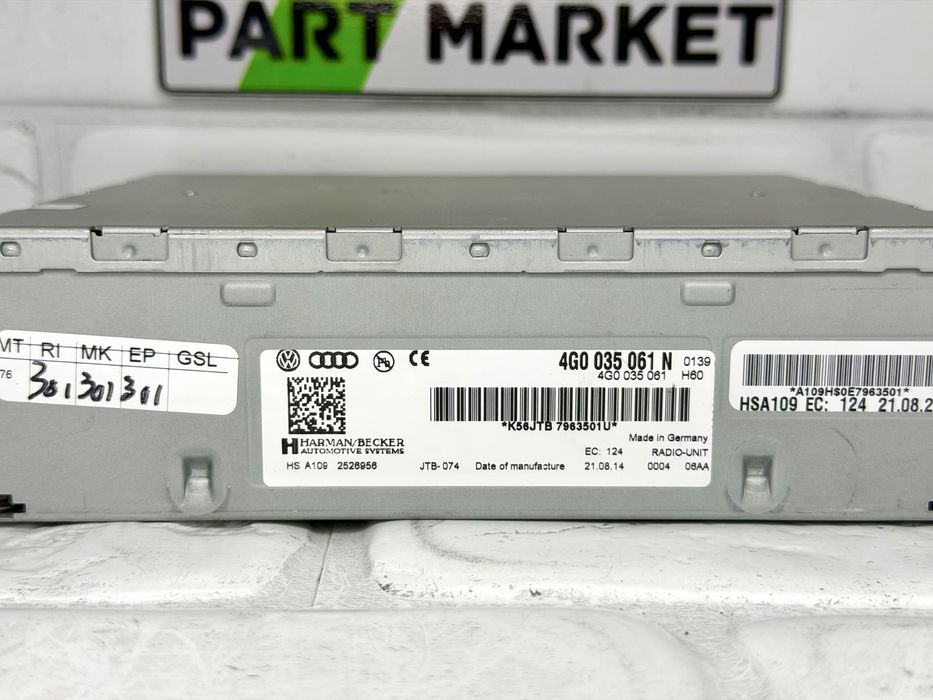 PART MARKET
MT RI MK EP GSL
76 301 301 301
4G0 035 061 N 0139
4G0 035 061 H60
*K56JTB 7963501U*
HARMAN/BECKER
AUTOMOTIVE SYSTEMS
Made in Germany
EC: 124 RADIO-UNIT
HS A109 2526956 JTB-074 Date of manufacture 21.08.14 0004 06AA
*A109HS0E7963501*
HSA109 EC: 124 21.08.2